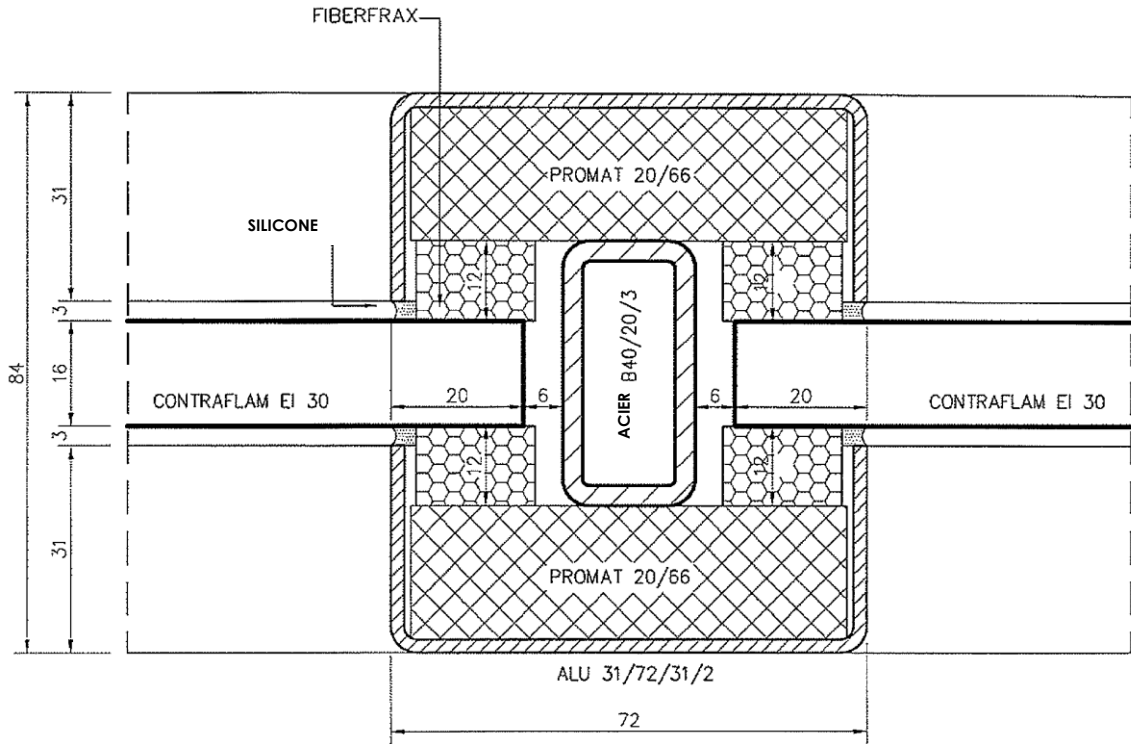 FIBERFRAX
PROMAT 20/66
31
SILICONE
12
12
3
ACIER B40/20/3
84
16
CONTRAFLAM EI 30
20
6
6
20
CONTRAFLAM EI 30
3
12
12
31
PROMAT 20/66
ALU 31/72/31/2
72